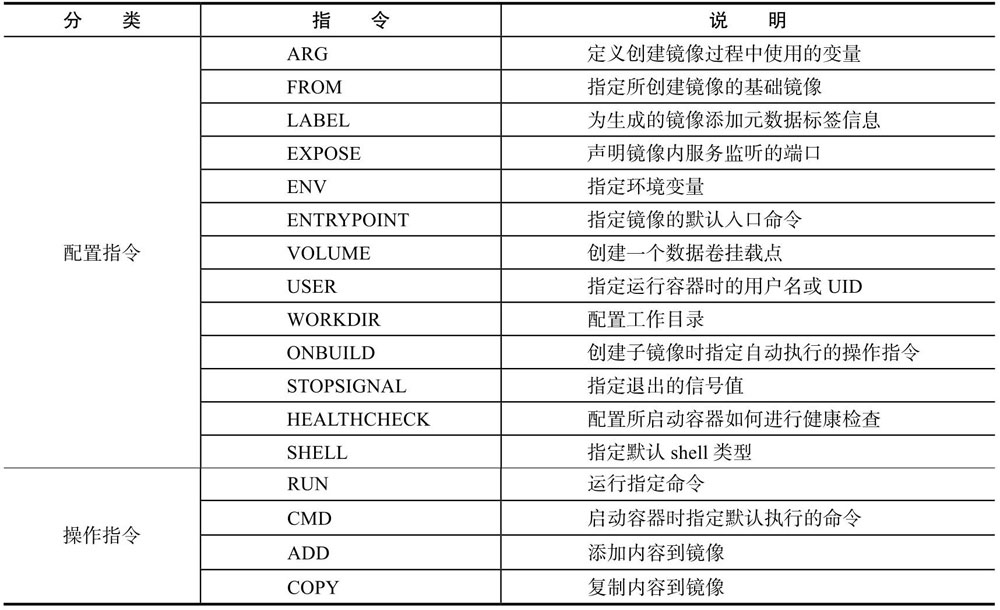 分 类 指 令 说 明
配置指令
ARG 定义创建镜像过程中使用的变量
FROM 指定所创建镜像的基础镜像
LABEL 为生成的镜像添加元数据标签信息
EXPOSE 声明镜像内服务监听的端口
ENV 指定环境变量
ENTRYPOINT 指定镜像的默认入口命令
VOLUME 创建一个数据卷挂载点
USER 指定运行容器时的用户名或 UID
WORKDIR 配置工作目录
ONBUILD 创建子镜像时指定自动执行的操作指令
STOPSIGNAL 指定退出的信号值
HEALTHCHECK 配置所启动容器如何进行健康检查
SHELL 指定默认 shell 类型
操作指令
RUN 运行指定命令
CMD 启动容器时指定默认执行的命令
ADD 添加内容到镜像
COPY 复制内容到镜像